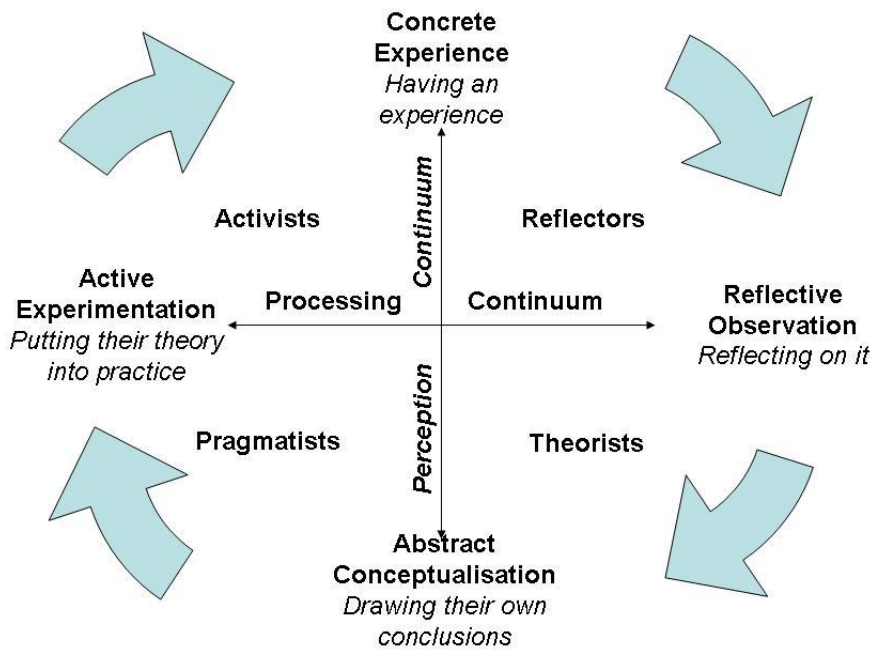 Concrete
Experience
Having an
experience
Continuum
Activists
Reflectors
Active
Experimentation
Putting their theory
into practice
Processing
Continuum
Reflective
Observation
Reflecting on it
Perception
Pragmatists
Theorists
Abstract
Conceptualisation
Drawing their own
conclusions